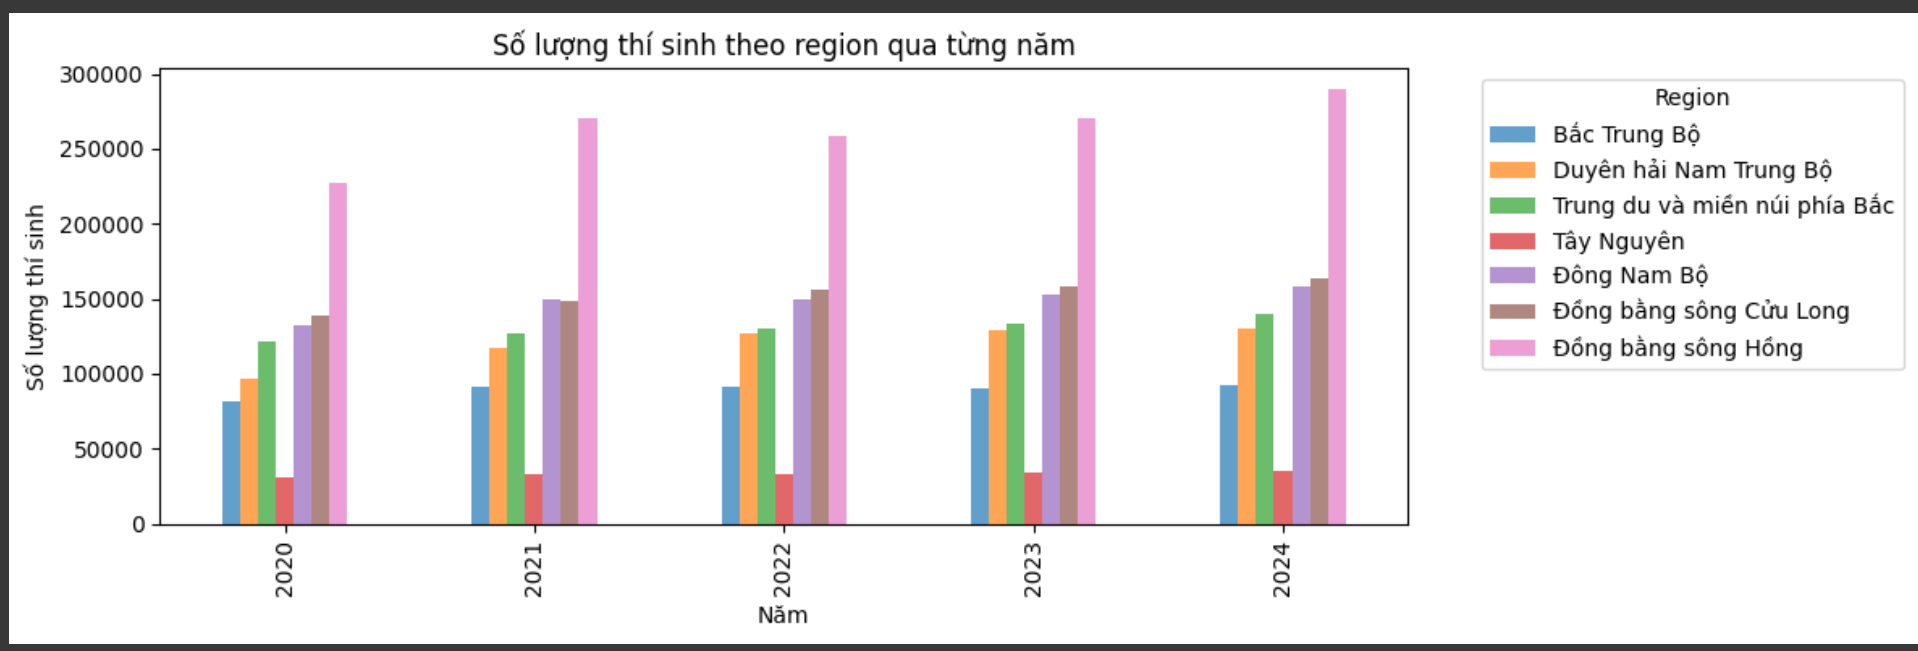 Số lượng thí sinh theo region qua từng năm
Số lượng thí sinh
300000
250000
200000
150000
100000
50000
0
2020
2021
2022
2023
2024
Năm
Region
Bắc Trung Bộ
Duyên hải Nam Trung Bộ
Trung du và miền núi phía Bắc
Tây Nguyên
Đông Nam Bộ
Đồng bằng sông Cửu Long
Đồng bằng sông Hồng